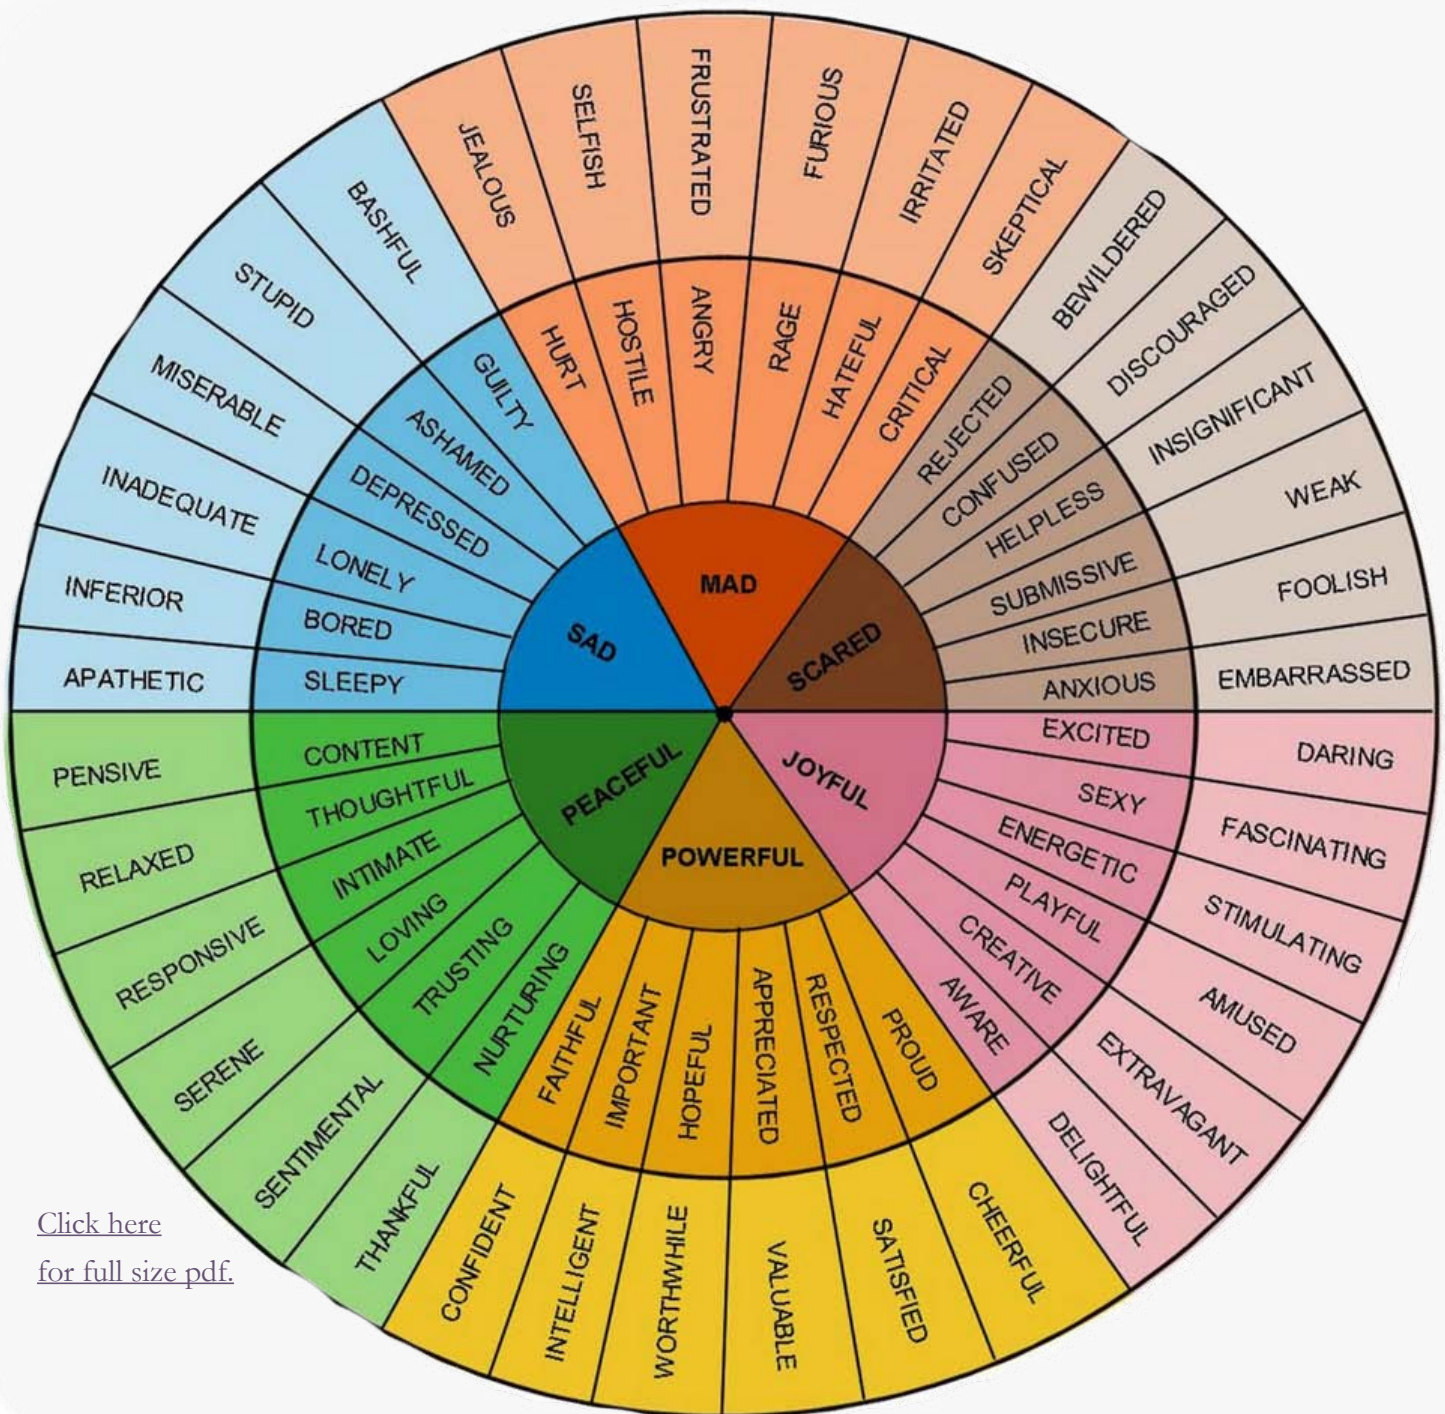 MAD
HURT
HOSTILE
ANGRY
RAGE
HATEFUL
CRITICAL
JEALOUS
SELFISH
FRUSTRATED
FURIOUS
IRRITATED
SKEPTICAL
SCARED
REJECTED
CONFUSED
HELPLESS
SUBMISSIVE
INSECURE
ANXIOUS
BEWILDERED
DISCOURAGED
INSIGNIFICANT
WEAK
FOOLISH
EMBARRASSED
JOYFUL
EXCITED
SEXY
ENERGETIC
PLAYFUL
CREATIVE
AWARE
DARING
FASCINATING
STIMULATING
AMUSED
EXTRAVAGANT
DELIGHTFUL
POWERFUL
PROUD
RESPECTED
APPRECIATED
HOPEFUL
IMPORTANT
FAITHFUL
CHEERFUL
SATISFIED
VALUABLE
WORTHWHILE
INTELLIGENT
CONFIDENT
PEACEFUL
NURTURING
TRUSTING
LOVING
INTIMATE
THOUGHTFUL
CONTENT
THANKFUL
SENTIMENTAL
SERENE
RESPONSIVE
RELAXED
PENSIVE
SAD
SLEEPY
BORED
LONELY
DEPRESSED
ASHAMED
GUILTY
APATHETIC
INFERIOR
INADEQUATE
MISERABLE
STUPID
BASHFUL
Click here
for full size pdf.